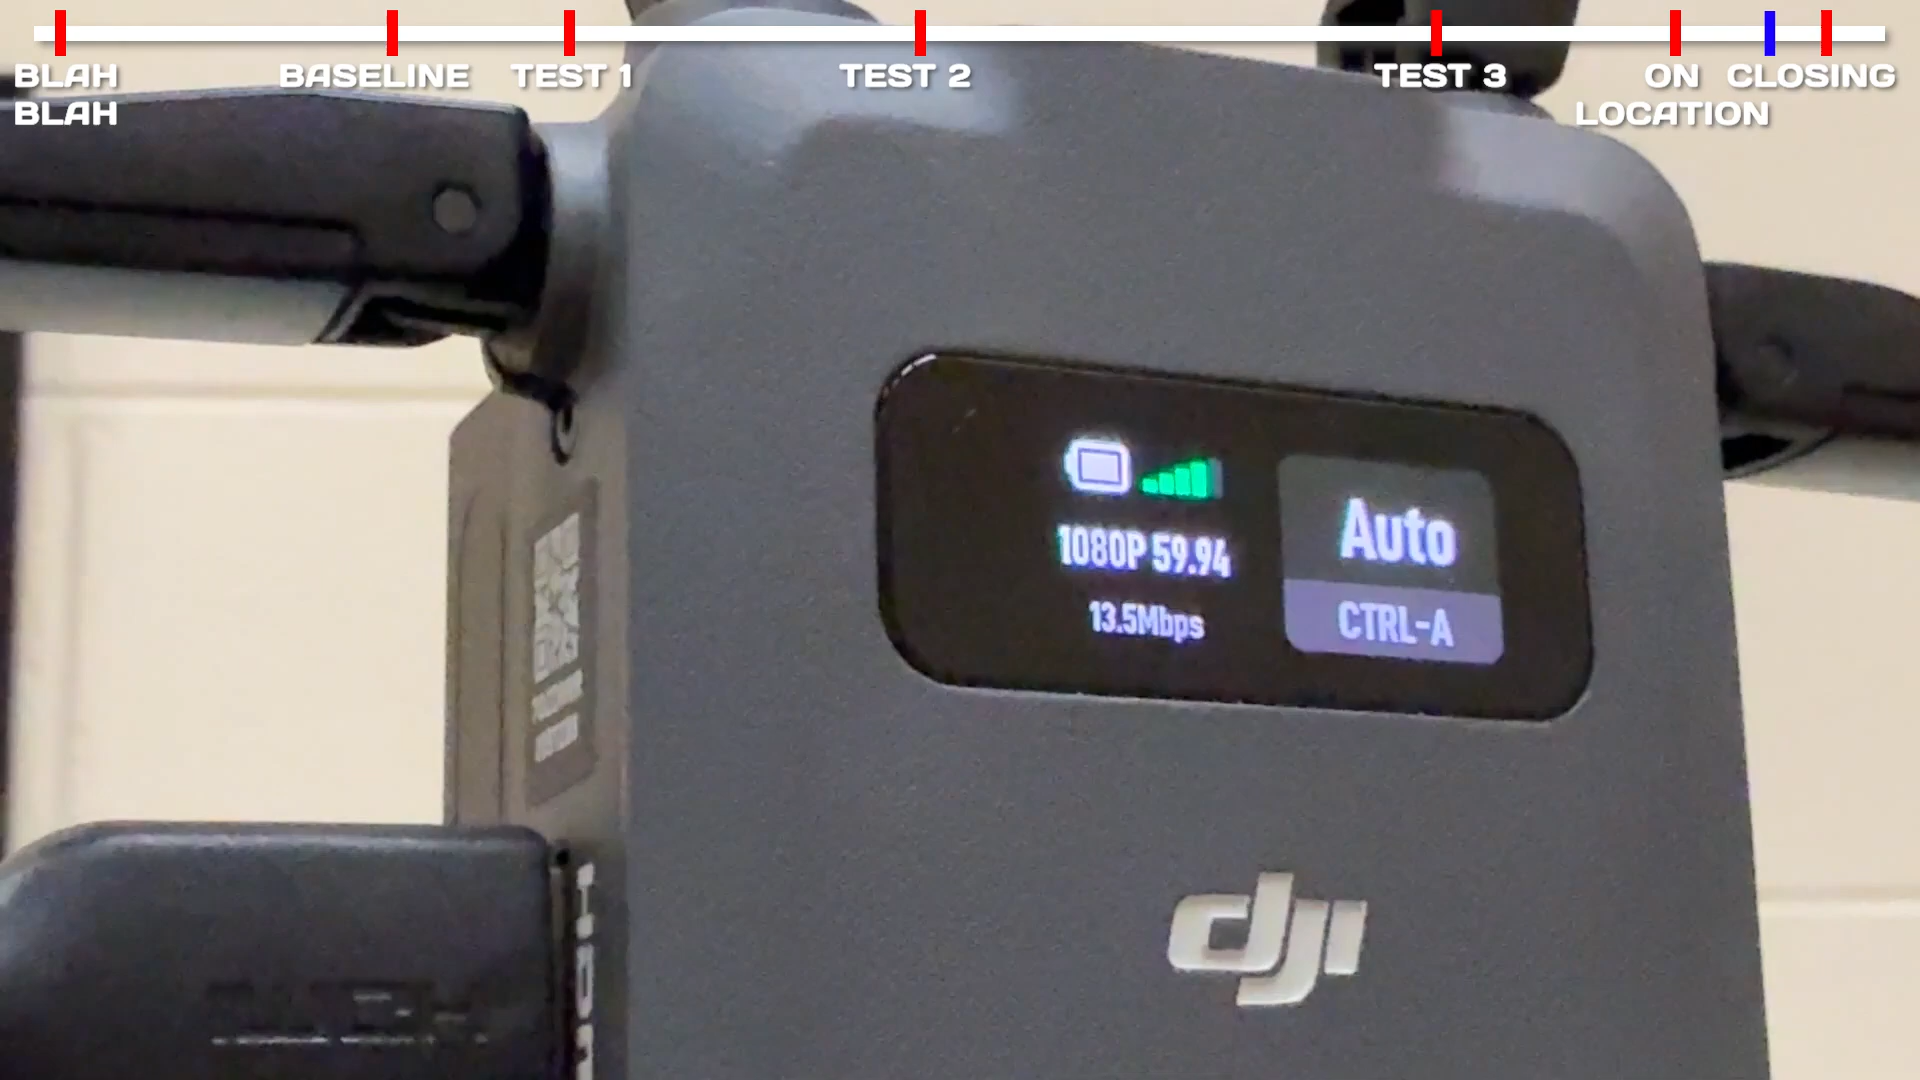 BLAH BASELINE TEST 1 TEST 2 TEST 3 ON CLOSING
BLAH LOCATION
1080P 59.94
13.5Mbps
Auto
CTRL-A
dji